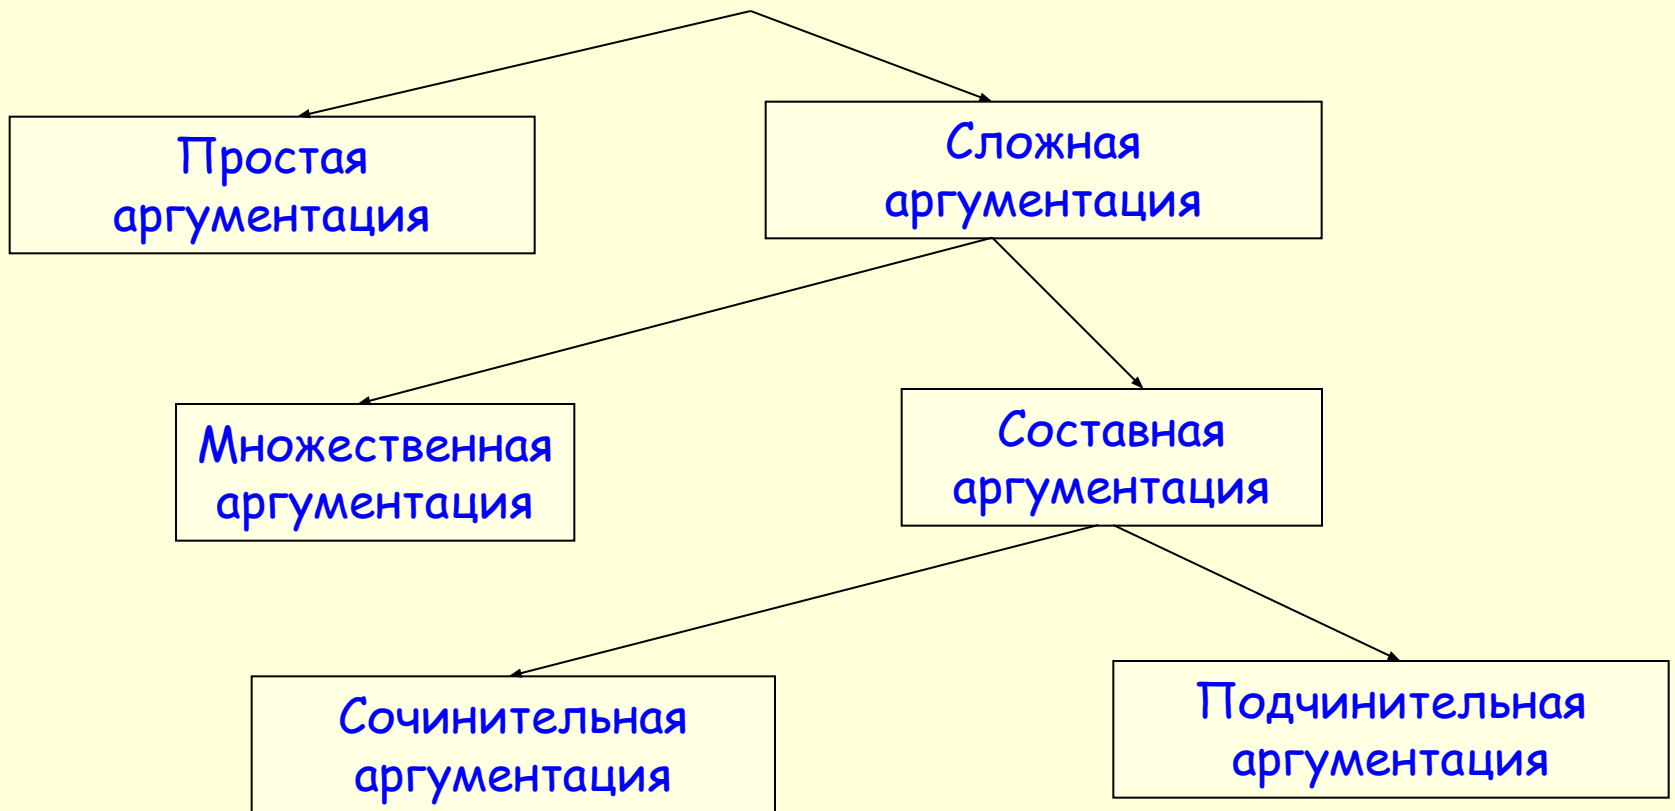 Простая
аргументация
Сложная
аргументация
Множественная
аргументация
Составная
аргументация
Сочинительная
аргументация
Подчинительная
аргументация